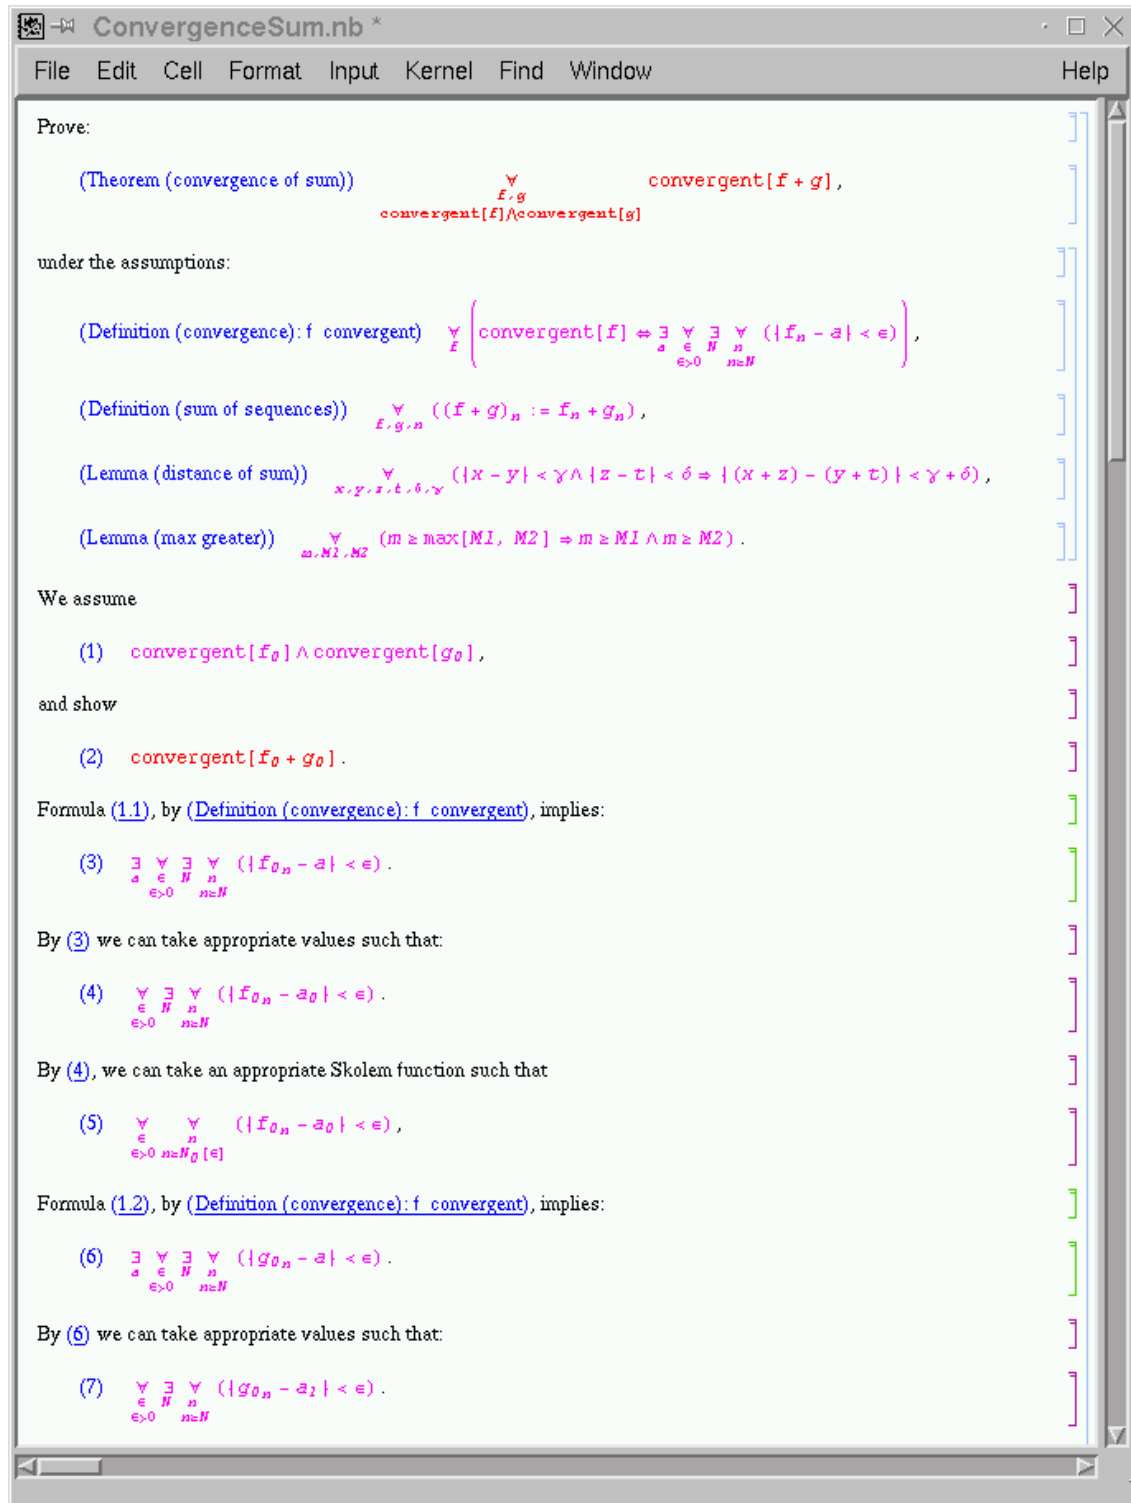 ConvergenceSum.nb *
File Edit Cell Format Input Kernel Find Window Help
Prove:
(Theorem (convergence of sum)) ∀ convergent[f + g],
f,g
convergent[f]∧convergent[g]
under the assumptions:
(Definition (convergence): f convergent) ∀ (convergent[f] ⇔ ∃ ∀ ∃ ∀ (|f_n - a| < ϵ)),
f a ϵ N n
ϵ>0 n≥N
(Definition (sum of sequences)) ∀ ((f + g)_n := f_n + g_n),
f,g,n
(Lemma (distance of sum)) ∀ (|x - y| < γ ∧ |z - t| < δ ⇒ |(x + z) - (y + t)| < γ + δ),
x,y,z,t,δ,γ
(Lemma (max greater)) ∀ (m ≥ max[M1, M2] ⇒ m ≥ M1 ∧ m ≥ M2).
m,M1,M2
We assume
(1) convergent[f_0] ∧ convergent[g_0],
and show
(2) convergent[f_0 + g_0].
Formula (1.1), by (Definition (convergence): f convergent), implies:
(3) ∃ ∀ ∃ ∀ (|f_0_n - a| < ϵ).
a ϵ N n
ϵ>0 n≥N
By (3) we can take appropriate values such that:
(4) ∀ ∃ ∀ (|f_0_n - a_0| < ϵ).
ϵ N n
ϵ>0 n≥N
By (4), we can take an appropriate Skolem function such that
(5) ∀ ∀ (|f_0_n - a_0| < ϵ),
ϵ n
ϵ>0 n≥N_0[ϵ]
Formula (1.2), by (Definition (convergence): f convergent), implies:
(6) ∃ ∀ ∃ ∀ (|g_0_n - a| < ϵ).
a ϵ N n
ϵ>0 n≥N
By (6) we can take appropriate values such that:
(7) ∀ ∃ ∀ (|g_0_n - a_1| < ϵ).
ϵ N n
ϵ>0 n≥N